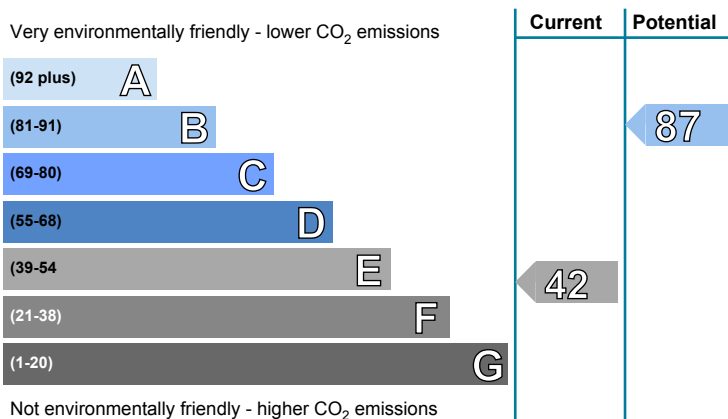 Current Potential
Very environmentally friendly - lower CO2 emissions
(92 plus) A
(81-91) B 87
(69-80) C
(55-68) D
(39-54 E 42
(21-38) F
(1-20) G
Not environmentally friendly - higher CO2 emissions